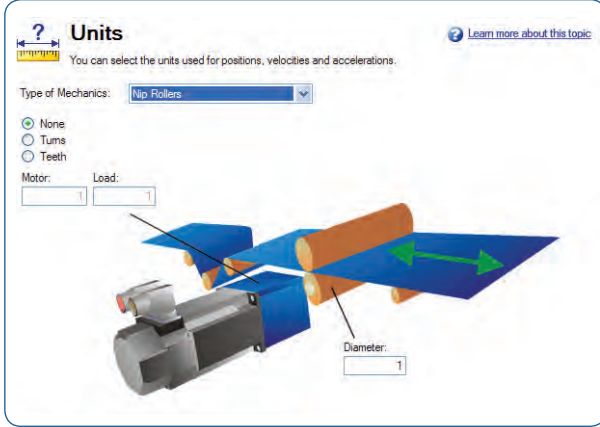 ?
Units
Learn more about this topic
You can select the units used for positions, velocities and accelerations.
Type of Mechanics: Nip Rollers
None
Turns
Teeth
Motor: Load:
1 1
Diameter:
1